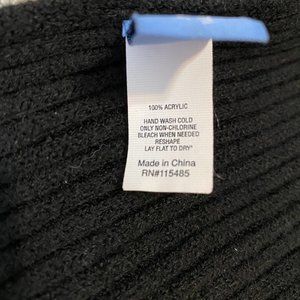 100% ACRYLIC
HAND WASH COLD
ONLY NON-CHLORINE
BLEACH WHEN NEEDED
RESHAPE
LAY FLAT TO DRY"
Made in China
RN#115485